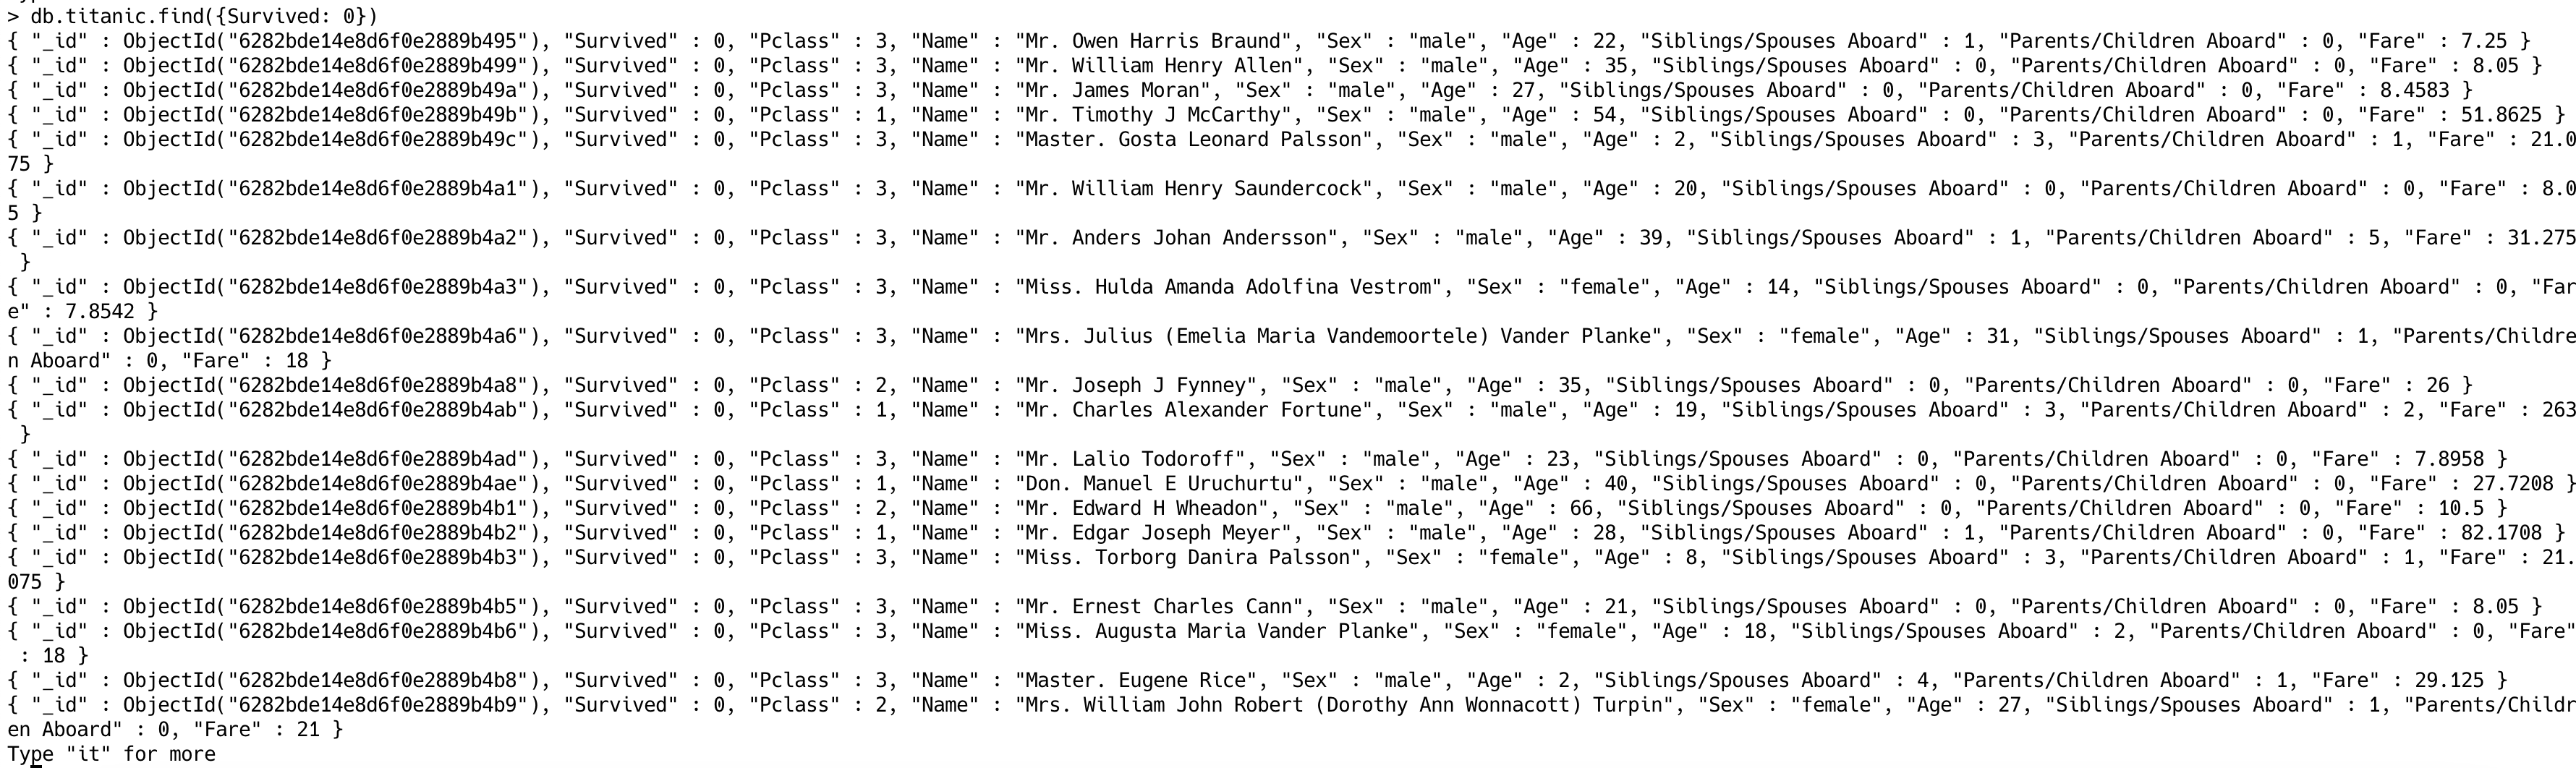 > db.titanic.find({Survived: 0})
{ "_id" : ObjectId("6282bde14e8d6f0e2889b495"), "Survived" : 0, "Pclass" : 3, "Name" : "Mr. Owen Harris Braund", "Sex" : "male", "Age" : 22, "Siblings/Spouses Aboard" : 1, "Parents/Children Aboard" : 0, "Fare" : 7.25 }
{ "_id" : ObjectId("6282bde14e8d6f0e2889b499"), "Survived" : 0, "Pclass" : 3, "Name" : "Mr. William Henry Allen", "Sex" : "male", "Age" : 35, "Siblings/Spouses Aboard" : 0, "Parents/Children Aboard" : 0, "Fare" : 8.05 }
{ "_id" : ObjectId("6282bde14e8d6f0e2889b49a"), "Survived" : 0, "Pclass" : 3, "Name" : "Mr. James Moran", "Sex" : "male", "Age" : 27, "Siblings/Spouses Aboard" : 0, "Parents/Children Aboard" : 0, "Fare" : 8.4583 }
{ "_id" : ObjectId("6282bde14e8d6f0e2889b49b"), "Survived" : 0, "Pclass" : 1, "Name" : "Mr. Timothy J McCarthy", "Sex" : "male", "Age" : 54, "Siblings/Spouses Aboard" : 0, "Parents/Children Aboard" : 0, "Fare" : 51.8625 }
{ "_id" : ObjectId("6282bde14e8d6f0e2889b49c"), "Survived" : 0, "Pclass" : 3, "Name" : "Master. Gosta Leonard Palsson", "Sex" : "male", "Age" : 2, "Siblings/Spouses Aboard" : 3, "Parents/Children Aboard" : 1, "Fare" : 21.0
75 }
{ "_id" : ObjectId("6282bde14e8d6f0e2889b4a1"), "Survived" : 0, "Pclass" : 3, "Name" : "Mr. William Henry Saundercock", "Sex" : "male", "Age" : 20, "Siblings/Spouses Aboard" : 0, "Parents/Children Aboard" : 0, "Fare" : 8.0
5 }
{ "_id" : ObjectId("6282bde14e8d6f0e2889b4a2"), "Survived" : 0, "Pclass" : 3, "Name" : "Mr. Anders Johan Andersson", "Sex" : "male", "Age" : 39, "Siblings/Spouses Aboard" : 1, "Parents/Children Aboard" : 5, "Fare" : 31.275
 }
{ "_id" : ObjectId("6282bde14e8d6f0e2889b4a3"), "Survived" : 0, "Pclass" : 3, "Name" : "Miss. Hulda Amanda Adolfina Vestrom", "Sex" : "female", "Age" : 14, "Siblings/Spouses Aboard" : 0, "Parents/Children Aboard" : 0, "Far
e" : 7.8542 }
{ "_id" : ObjectId("6282bde14e8d6f0e2889b4a6"), "Survived" : 0, "Pclass" : 3, "Name" : "Mrs. Julius (Emelia Maria Vandemoortele) Vander Planke", "Sex" : "female", "Age" : 31, "Siblings/Spouses Aboard" : 1, "Parents/Childre
n Aboard" : 0, "Fare" : 18 }
{ "_id" : ObjectId("6282bde14e8d6f0e2889b4a8"), "Survived" : 0, "Pclass" : 2, "Name" : "Mr. Joseph J Fynney", "Sex" : "male", "Age" : 35, "Siblings/Spouses Aboard" : 0, "Parents/Children Aboard" : 0, "Fare" : 26 }
{ "_id" : ObjectId("6282bde14e8d6f0e2889b4ab"), "Survived" : 0, "Pclass" : 1, "Name" : "Mr. Charles Alexander Fortune", "Sex" : "male", "Age" : 19, "Siblings/Spouses Aboard" : 3, "Parents/Children Aboard" : 2, "Fare" : 263
 }
{ "_id" : ObjectId("6282bde14e8d6f0e2889b4ad"), "Survived" : 0, "Pclass" : 3, "Name" : "Mr. Lalio Todoroff", "Sex" : "male", "Age" : 23, "Siblings/Spouses Aboard" : 0, "Parents/Children Aboard" : 0, "Fare" : 7.8958 }
{ "_id" : ObjectId("6282bde14e8d6f0e2889b4ae"), "Survived" : 0, "Pclass" : 1, "Name" : "Don. Manuel E Uruchurtu", "Sex" : "male", "Age" : 40, "Siblings/Spouses Aboard" : 0, "Parents/Children Aboard" : 0, "Fare" : 27.7208 }
{ "_id" : ObjectId("6282bde14e8d6f0e2889b4b1"), "Survived" : 0, "Pclass" : 2, "Name" : "Mr. Edward H Wheadon", "Sex" : "male", "Age" : 66, "Siblings/Spouses Aboard" : 0, "Parents/Children Aboard" : 0, "Fare" : 10.5 }
{ "_id" : ObjectId("6282bde14e8d6f0e2889b4b2"), "Survived" : 0, "Pclass" : 1, "Name" : "Mr. Edgar Joseph Meyer", "Sex" : "male", "Age" : 28, "Siblings/Spouses Aboard" : 1, "Parents/Children Aboard" : 0, "Fare" : 82.1708 }
{ "_id" : ObjectId("6282bde14e8d6f0e2889b4b3"), "Survived" : 0, "Pclass" : 3, "Name" : "Miss. Torborg Danira Palsson", "Sex" : "female", "Age" : 8, "Siblings/Spouses Aboard" : 3, "Parents/Children Aboard" : 1, "Fare" : 21.
075 }
{ "_id" : ObjectId("6282bde14e8d6f0e2889b4b5"), "Survived" : 0, "Pclass" : 3, "Name" : "Mr. Ernest Charles Cann", "Sex" : "male", "Age" : 21, "Siblings/Spouses Aboard" : 0, "Parents/Children Aboard" : 0, "Fare" : 8.05 }
{ "_id" : ObjectId("6282bde14e8d6f0e2889b4b6"), "Survived" : 0, "Pclass" : 3, "Name" : "Miss. Augusta Maria Vander Planke", "Sex" : "female", "Age" : 18, "Siblings/Spouses Aboard" : 2, "Parents/Children Aboard" : 0, "Fare"
 : 18 }
{ "_id" : ObjectId("6282bde14e8d6f0e2889b4b8"), "Survived" : 0, "Pclass" : 3, "Name" : "Master. Eugene Rice", "Sex" : "male", "Age" : 2, "Siblings/Spouses Aboard" : 4, "Parents/Children Aboard" : 1, "Fare" : 29.125 }
{ "_id" : ObjectId("6282bde14e8d6f0e2889b4b9"), "Survived" : 0, "Pclass" : 2, "Name" : "Mrs. William John Robert (Dorothy Ann Wonnacott) Turpin", "Sex" : "female", "Age" : 27, "Siblings/Spouses Aboard" : 1, "Parents/Childr
en Aboard" : 0, "Fare" : 21 }
Type "it" for more